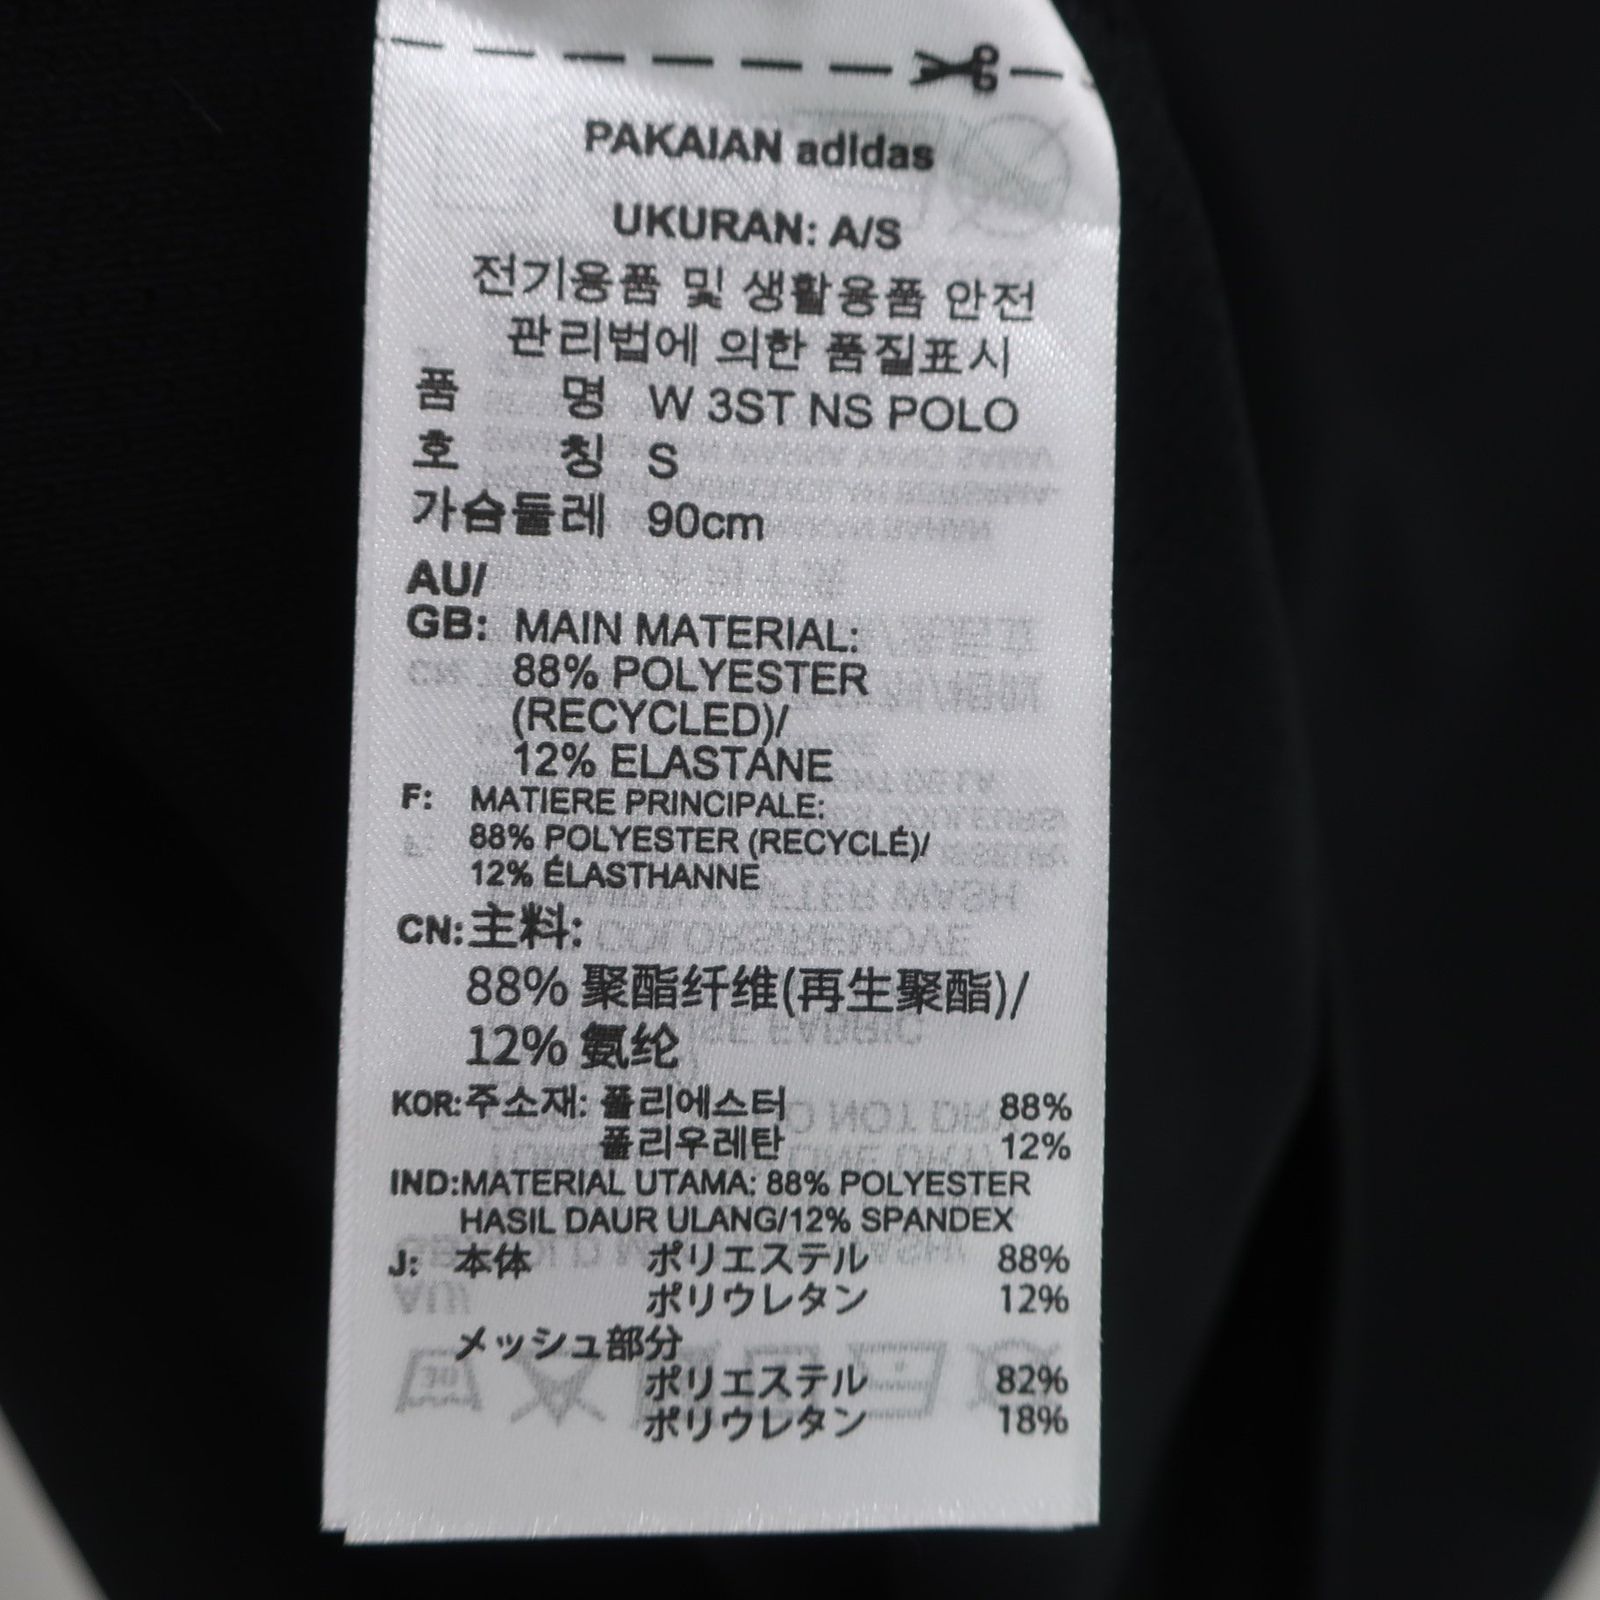 PAKAIAN adidas
UKURAN: A/S
전기용품 및 생활용품 안전
관리법에 의한 품질표시
품 명 W 3ST NS POLO
호 칭 S
가슴둘레 90cm
AU/
GB: MAIN MATERIAL:
88% POLYESTER
(RECYCLED)/
12% ELASTANE
F: MATIERE PRINCIPALE:
88% POLYESTER (RECYCLÉ)/
12% ÉLASTHANNE
CN:主料:
88% 聚酯纤维(再生聚酯)/
12% 氨纶
KOR:주소재: 폴리에스터 88%
폴리우레탄 12%
IND:MATERIAL UTAMA: 88% POLYESTER
HASIL DAUR ULANG/12% SPANDEX
J: 本体 ポリエステル 88%
ポリウレタン 12%
メッシュ部分
ポリエステル 82%
ポリウレタン 18%